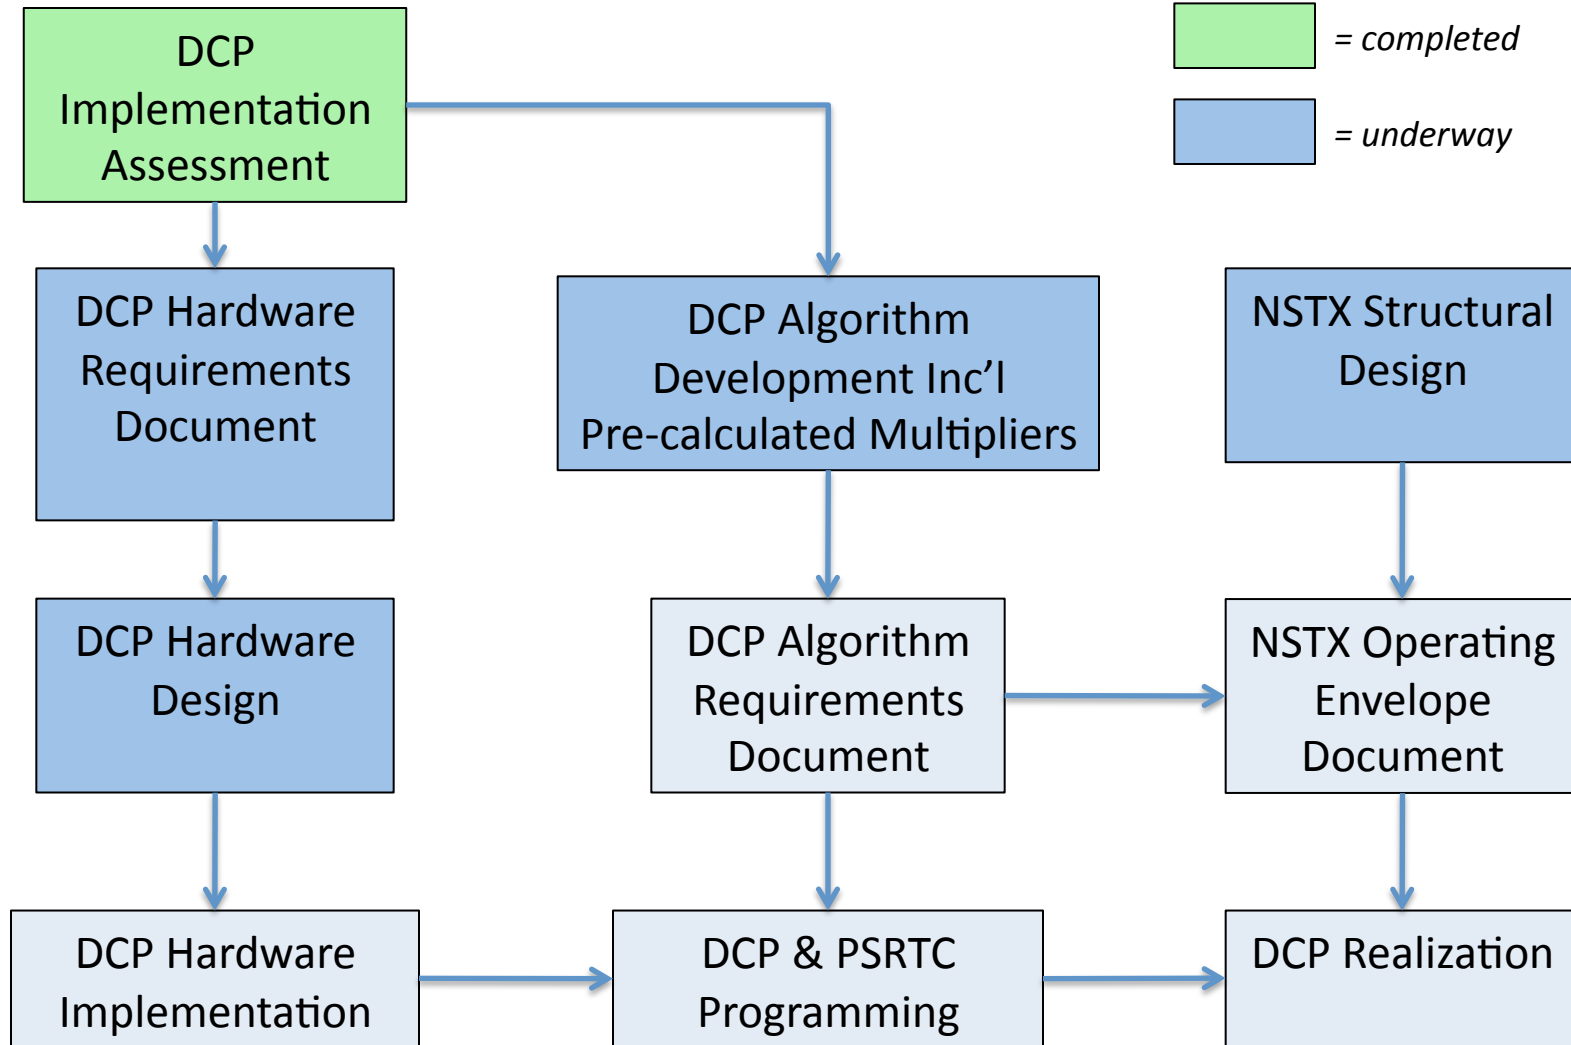 DCP
Implementation
Assessment
= completed
= underway
DCP Hardware
Requirements
Document
DCP Algorithm
Development Inc’l
Pre-calculated Multipliers
NSTX Structural
Design
DCP Hardware
Design
DCP Algorithm
Requirements
Document
NSTX Operating
Envelope
Document
DCP Hardware
Implementation
DCP & PSRTC
Programming
DCP Realization